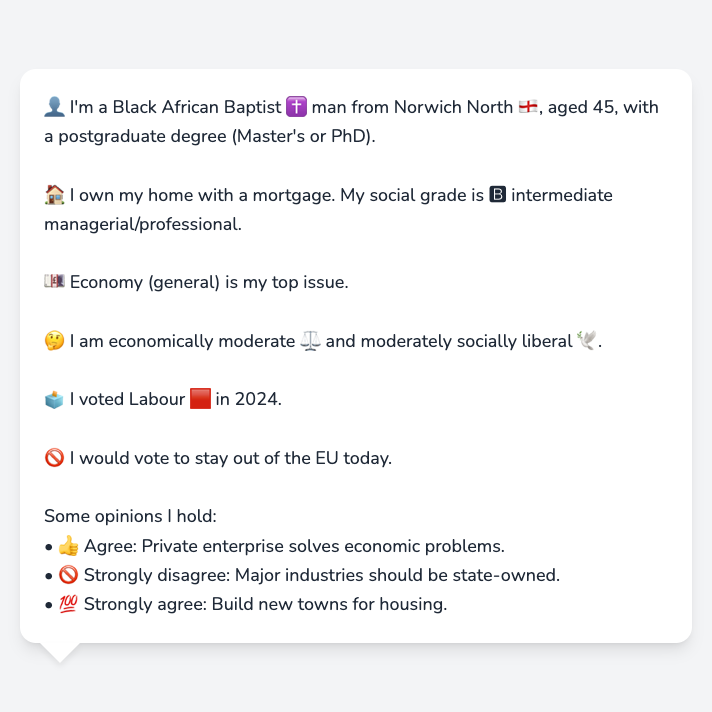 👤 I'm a Black African Baptist ✝️ man from Norwich North 🏴󠁧󠁢󠁥󠁮󠁧󠁿, aged 45, with
a postgraduate degree (Master's or PhD).
🏠 I own my home with a mortgage. My social grade is 🅱 intermediate
managerial/professional.
💷 Economy (general) is my top issue.
🤔 I am economically moderate ⚖️ and moderately socially liberal 🕊️.
🗳️ I voted Labour 🟥 in 2024.
🚫 I would vote to stay out of the EU today.
Some opinions I hold:
• 👍 Agree: Private enterprise solves economic problems.
• 🚫 Strongly disagree: Major industries should be state-owned.
• 💯 Strongly agree: Build new towns for housing.